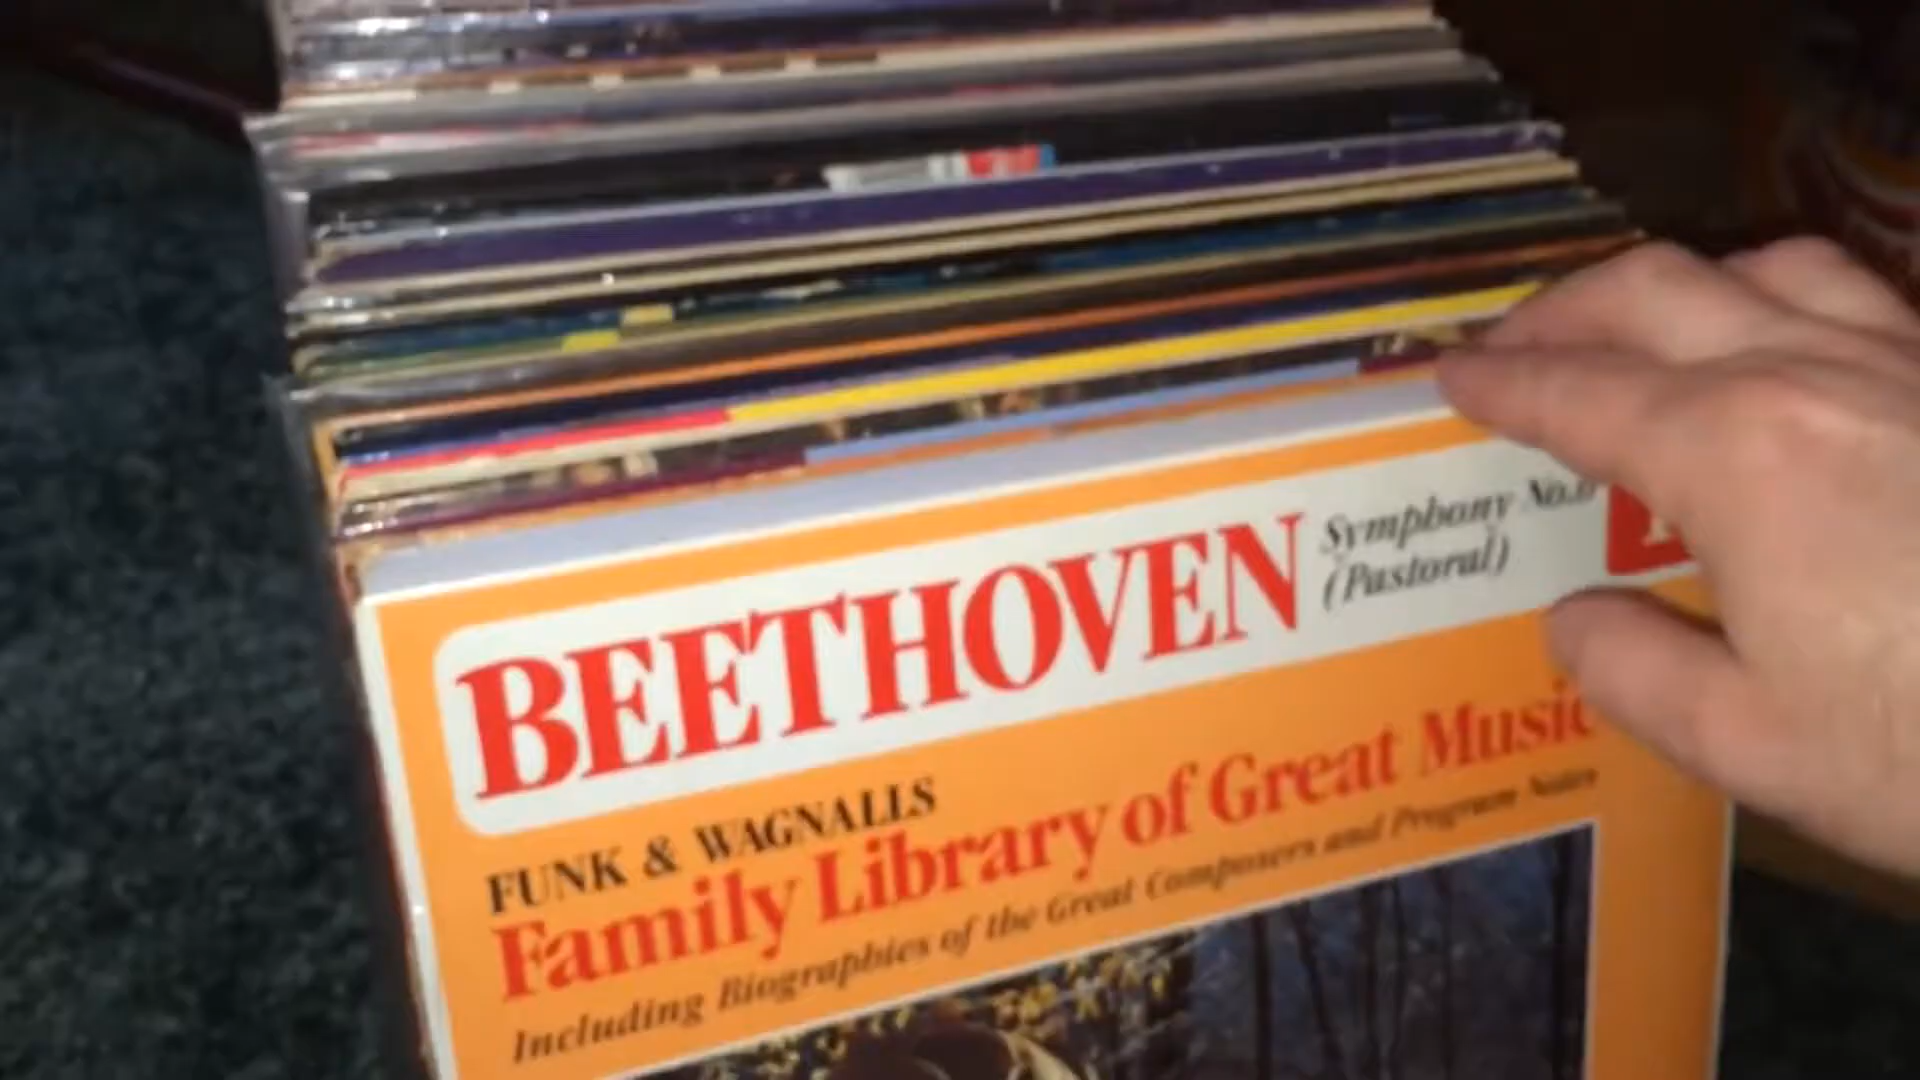 BEETHOVEN
Symphony No.6
(Pastoral)
FUNK & WAGNALLS
Family Library of Great Music
Including Biographies of the Great Composers and Program Notes